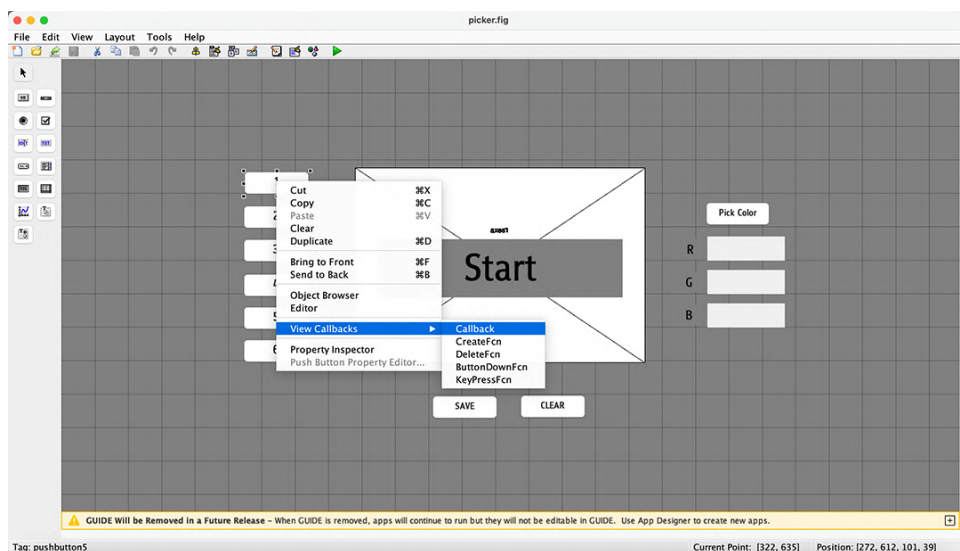 picker.fig
File Edit View Layout Tools Help
1
2
3
4
5
6
Cut ⌘X
Copy ⌘C
Paste ⌘V
Clear
Duplicate ⌘D
Bring to Front ⌘F
Send to Back ⌘B
Object Browser
Editor
View Callbacks
Property Inspector
Push Button Property Editor...
Callback
CreateFcn
DeleteFcn
ButtonDownFcn
KeyPressFcn
axes1
Start
Pick Color
R
G
B
SAVE CLEAR
GUIDE Will be Removed in a Future Release – When GUIDE is removed, apps will continue to run but they will not be editable in GUIDE. Use App Designer to create new apps.
Tag: pushbutton5 Current Point: [322, 635] Position: [272, 612, 101, 39]